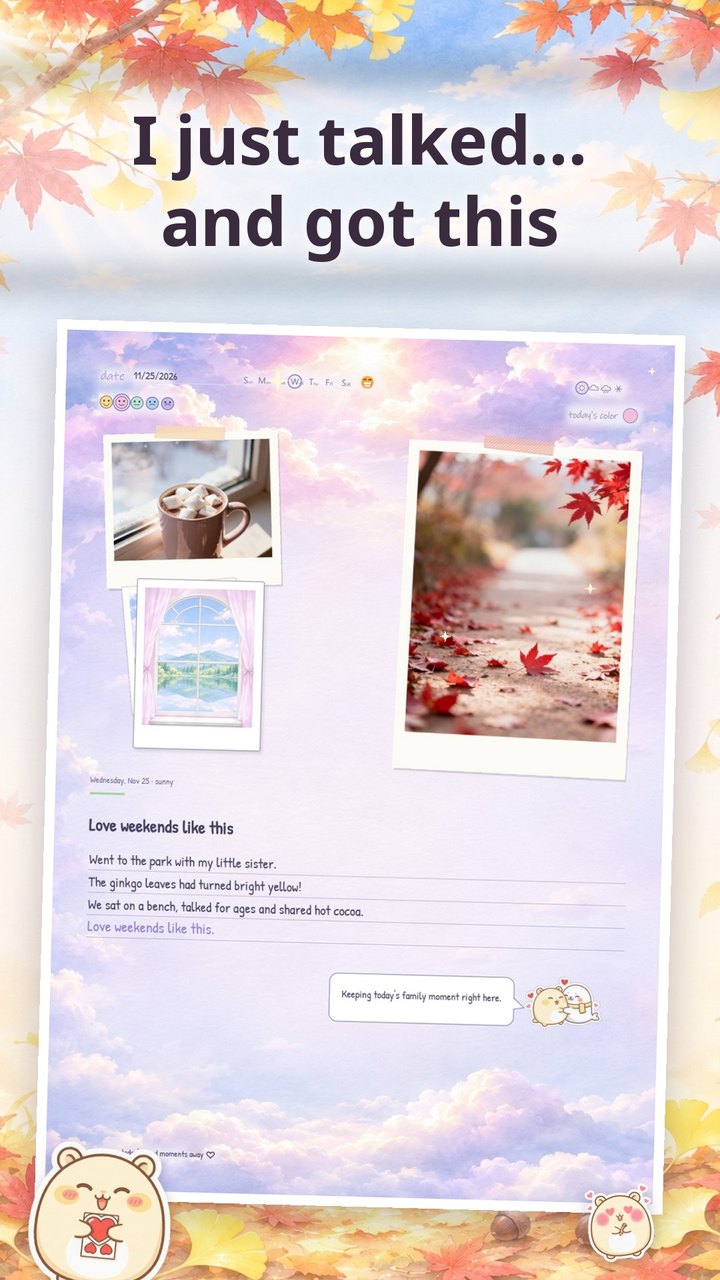 I just talked...
and got this
date 11/25/2026
W Fri Sat
today's color
Wednesday, Nov 25 · sunny
Love weekends like this
Went to the park with my little sister.
The ginkgo leaves had turned bright yellow!
We sat on a bench, talked for ages and shared hot cocoa.
Love weekends like this.
Keeping today's family moment right here.
moments away ♡